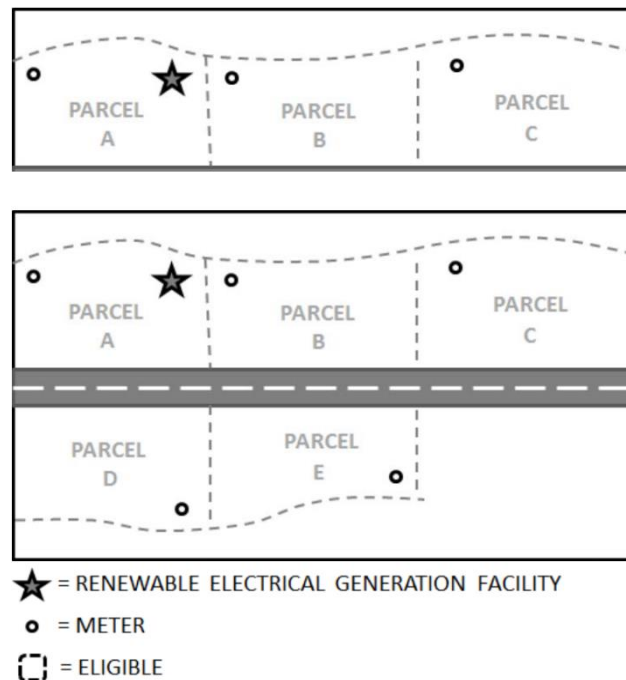 PARCEL
A
PARCEL
B
PARCEL
C
PARCEL
A
PARCEL
B
PARCEL
C
PARCEL
D
PARCEL
E
= RENEWABLE ELECTRICAL GENERATION FACILITY
= METER
= ELIGIBLE